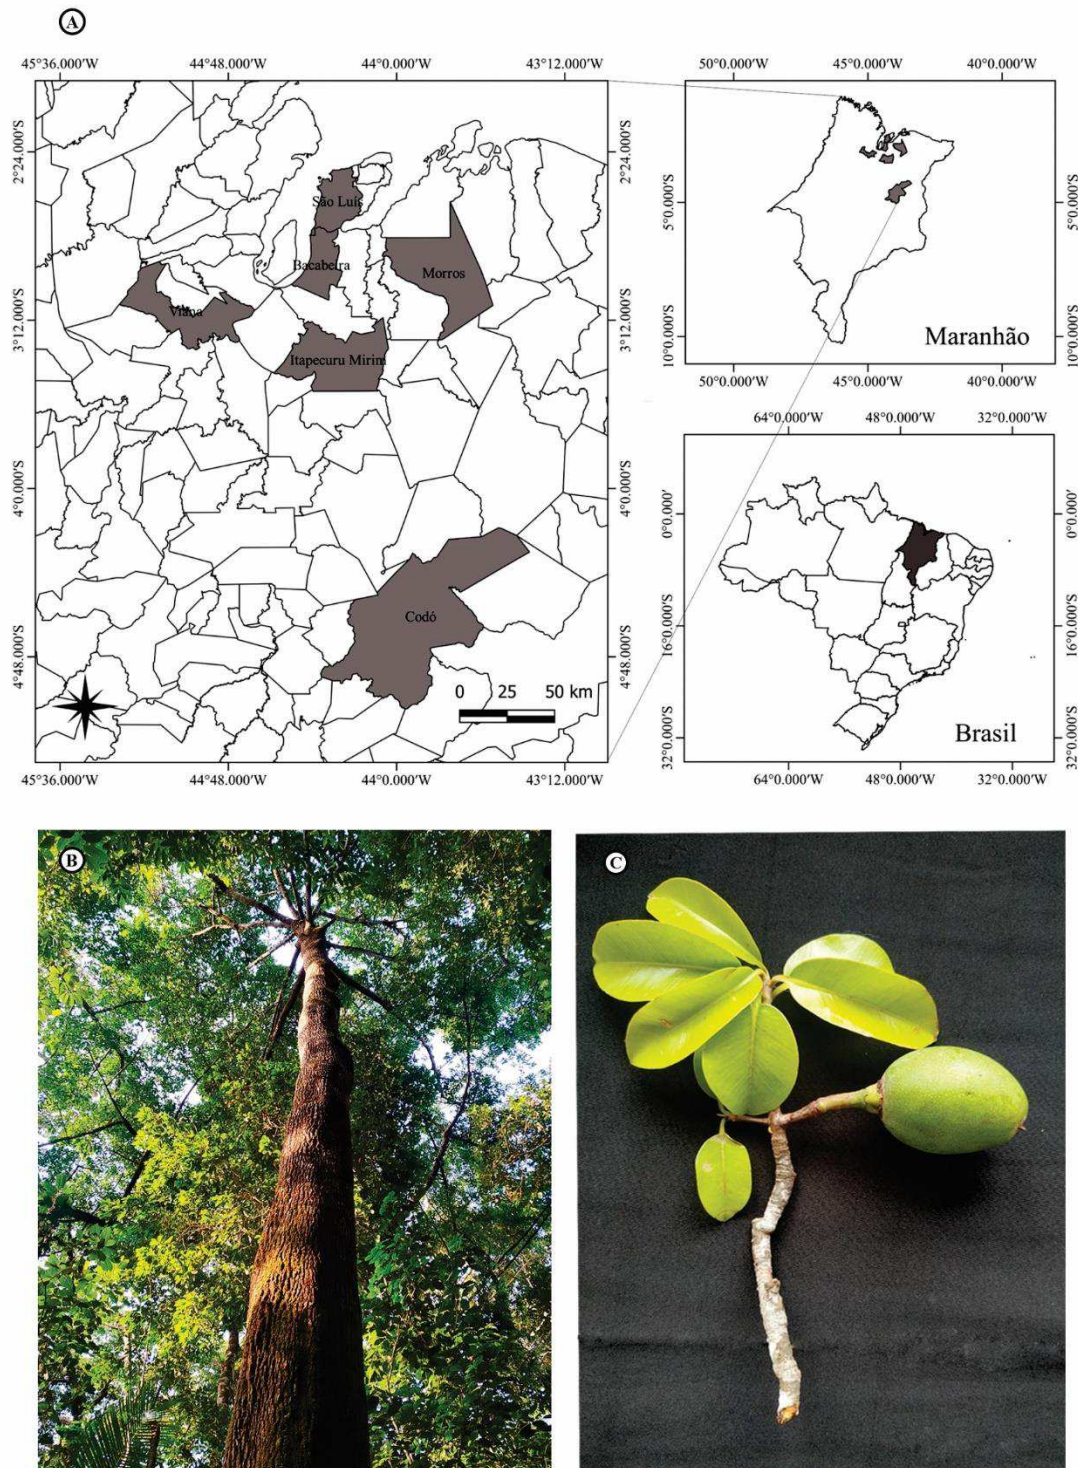 A
45°36.000'W 44°48.000'W 44°0.000'W 43°12.000'W
2°24.000'S
3°12.000'S
4°0.000'S
4°48.000'S
São Luís
Bacabeira
Morros
Viana
Itapecuru Mirim
Codó
0 25 50 km
2°24.000'S
3°12.000'S
4°0.000'S
4°48.000'S
45°36.000'W 44°48.000'W 44°0.000'W 43°12.000'W
50°0.000'W 45°0.000'W 40°0.000'W
5°0.000'S
10°0.000'S
Maranhão
5°0.000'S
10°0.000'S
50°0.000'W 45°0.000'W 40°0.000'W
64°0.000'W 48°0.000'W 32°0.000'W
0°0.000'
16°0.000'S
32°0.000'S
Brasil
0°0.000'
16°0.000'S
32°0.000'S
64°0.000'W 48°0.000'W 32°0.000'W
B
C